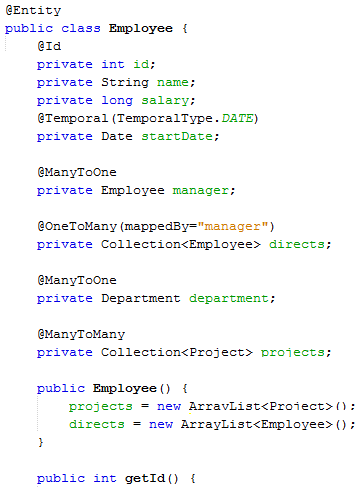 @Entity
public class Employee {
@Id
private int id;
private String name;
private long salary;
@Temporal(TemporalType.DATE)
private Date startDate;
@ManyToOne
private Employee manager;
@OneToMany(mappedBy="manager")
private Collection<Employee> directs;
@ManyToOne
private Department department;
@ManyToMany
private Collection<Project> projects;
public Employee() {
projects = new ArrayList<Project>();
directs = new ArrayList<Employee>();
}
public int getId() {